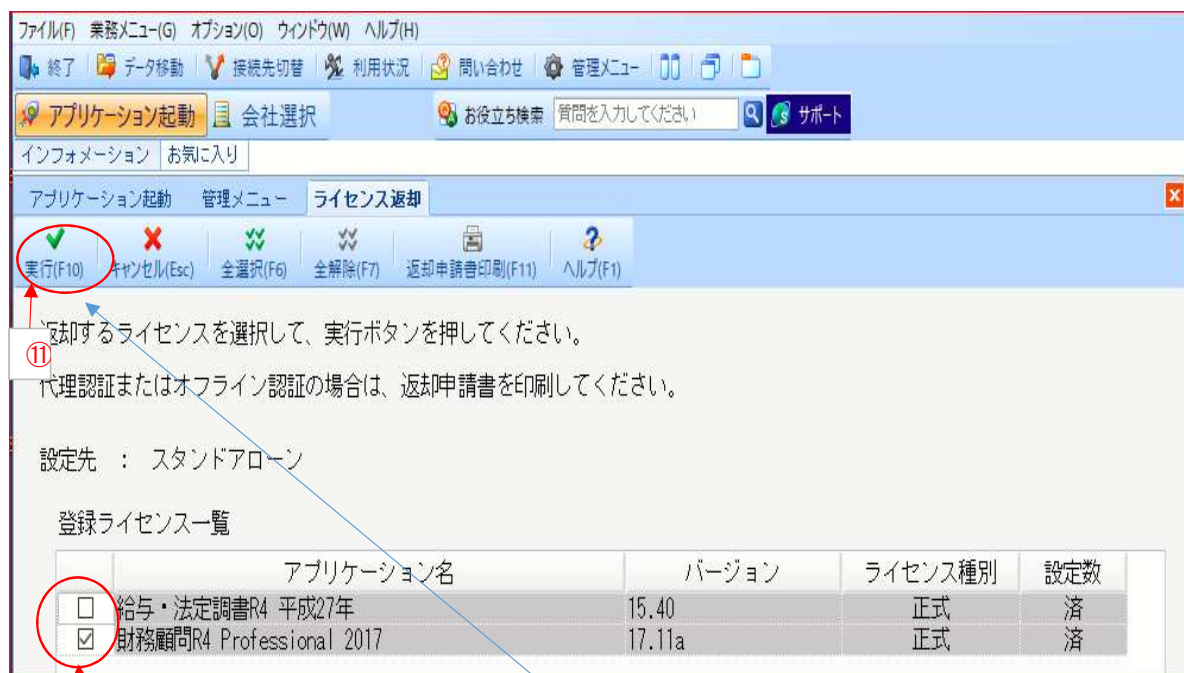 ファイル(F) 業務メニュー(G) オプション(O) ウィンドウ(W) ヘルプ(H)
終了 データ移動 接続先切替 利用状況 問い合わせ 管理メニュー
アプリケーション起動 会社選択 お役立ち検索 質問を入力してください サポート
インフォメーション お気に入り
アプリケーション起動 管理メニュー ライセンス返却
実行(F10) キャンセル(Esc) 全選択(F6) 全解除(F7) 返却申請書印刷(F11) ヘルプ(F1)
返却するライセンスを選択して、実行ボタンを押してください。
⑪
代理認証またはオフライン認証の場合は、返却申請書を印刷してください。
設定先 : スタンドアローン
登録ライセンス一覧
アプリケーション名 バージョン ライセンス種別 設定数
給与・法定調書R4 平成27年 15.40 正式 済
財務顧問R4 Professional 2017 17.11a 正式 済